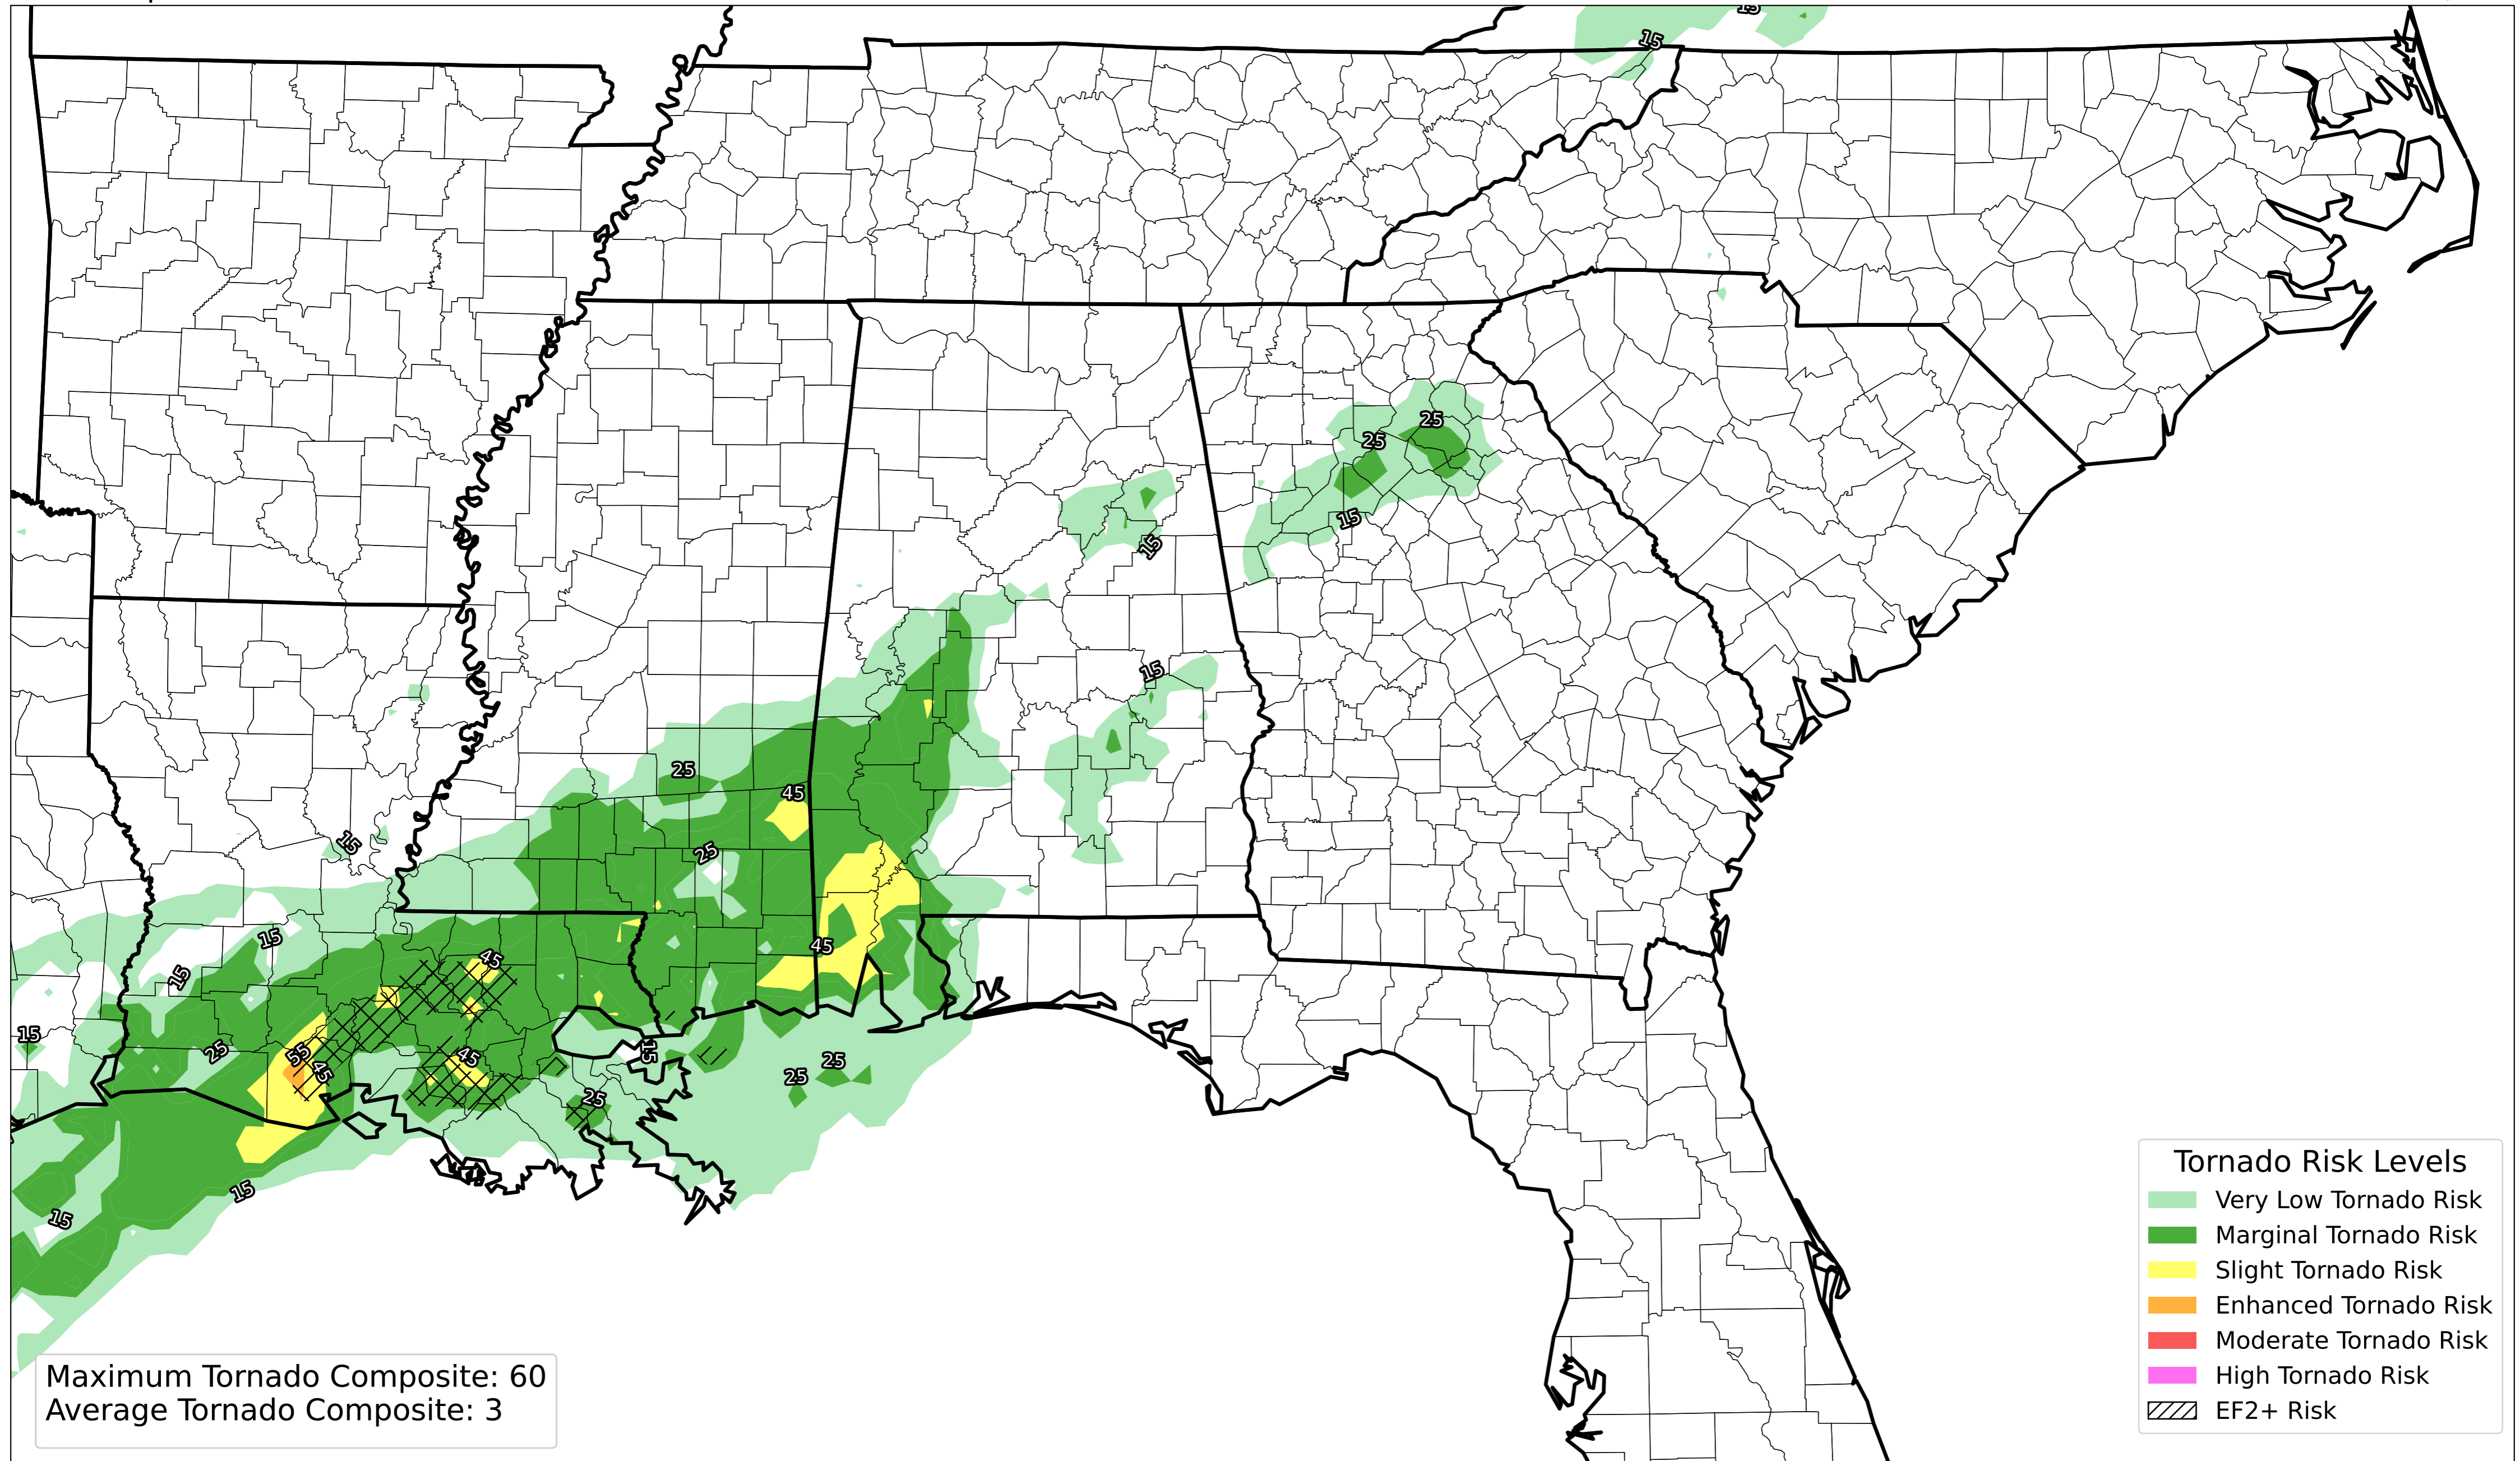 15
15
25
25
15
15
15
25
45
25
15
45
15
45
15
15
25
55
45
45
15
25
25
25
15
15
Tornado Risk Levels
Very Low Tornado Risk
Marginal Tornado Risk
Slight Tornado Risk
Enhanced Tornado Risk
Moderate Tornado Risk
High Tornado Risk
EF2+ Risk
Maximum Tornado Composite: 60
Average Tornado Composite: 3